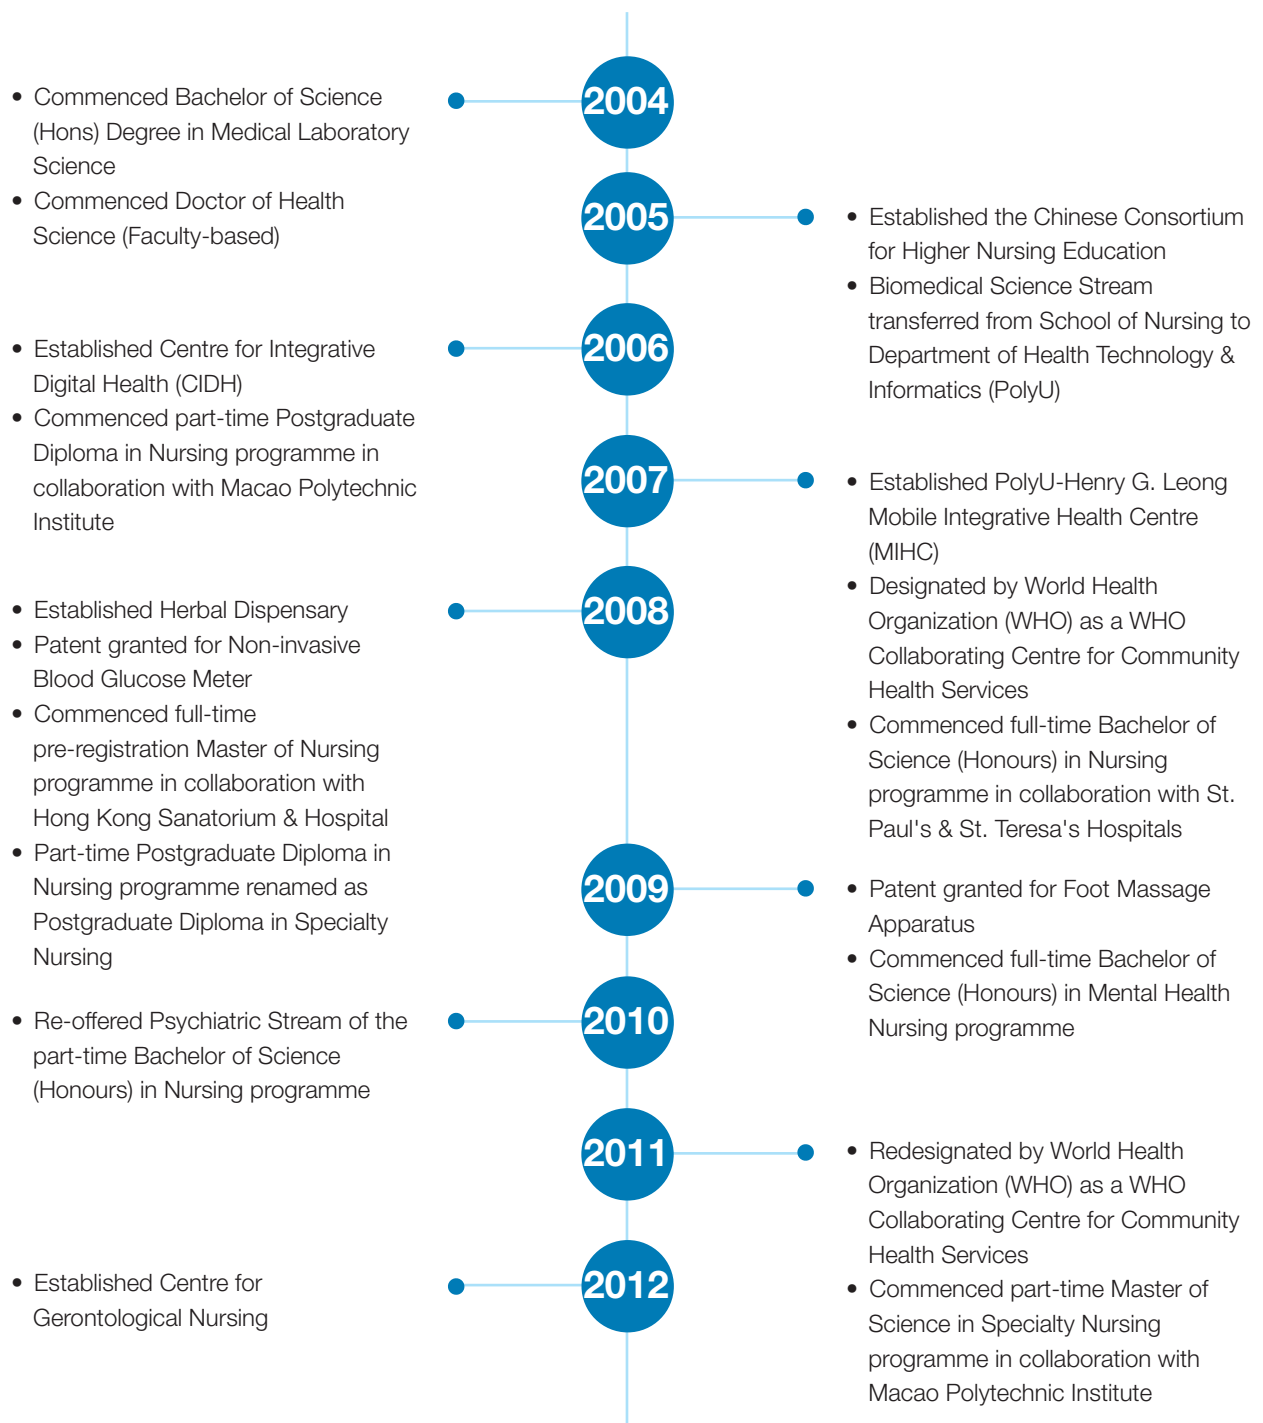 2004
• Commenced Bachelor of Science
(Hons) Degree in Medical Laboratory
Science
• Commenced Doctor of Health
Science (Faculty-based)
2005
• Established the Chinese Consortium
for Higher Nursing Education
• Biomedical Science Stream
transferred from School of Nursing to
Department of Health Technology &
Informatics (PolyU)
2006
• Established Centre for Integrative
Digital Health (CIDH)
• Commenced part-time Postgraduate
Diploma in Nursing programme in
collaboration with Macao Polytechnic
Institute
2007
• Established PolyU-Henry G. Leong
Mobile Integrative Health Centre
(MIHC)
• Designated by World Health
Organization (WHO) as a WHO
Collaborating Centre for Community
Health Services
• Commenced full-time Bachelor of
Science (Honours) in Nursing
programme in collaboration with St.
Paul's & St. Teresa's Hospitals
2008
• Established Herbal Dispensary
• Patent granted for Non-invasive
Blood Glucose Meter
• Commenced full-time
pre-registration Master of Nursing
programme in collaboration with
Hong Kong Sanatorium & Hospital
• Part-time Postgraduate Diploma in
Nursing programme renamed as
Postgraduate Diploma in Specialty
Nursing
2009
• Patent granted for Foot Massage
Apparatus
• Commenced full-time Bachelor of
Science (Honours) in Mental Health
Nursing programme
2010
• Re-offered Psychiatric Stream of the
part-time Bachelor of Science
(Honours) in Nursing programme
2011
• Redesignated by World Health
Organization (WHO) as a WHO
Collaborating Centre for Community
Health Services
• Commenced part-time Master of
Science in Specialty Nursing
programme in collaboration with
Macao Polytechnic Institute
2012
• Established Centre for
Gerontological Nursing